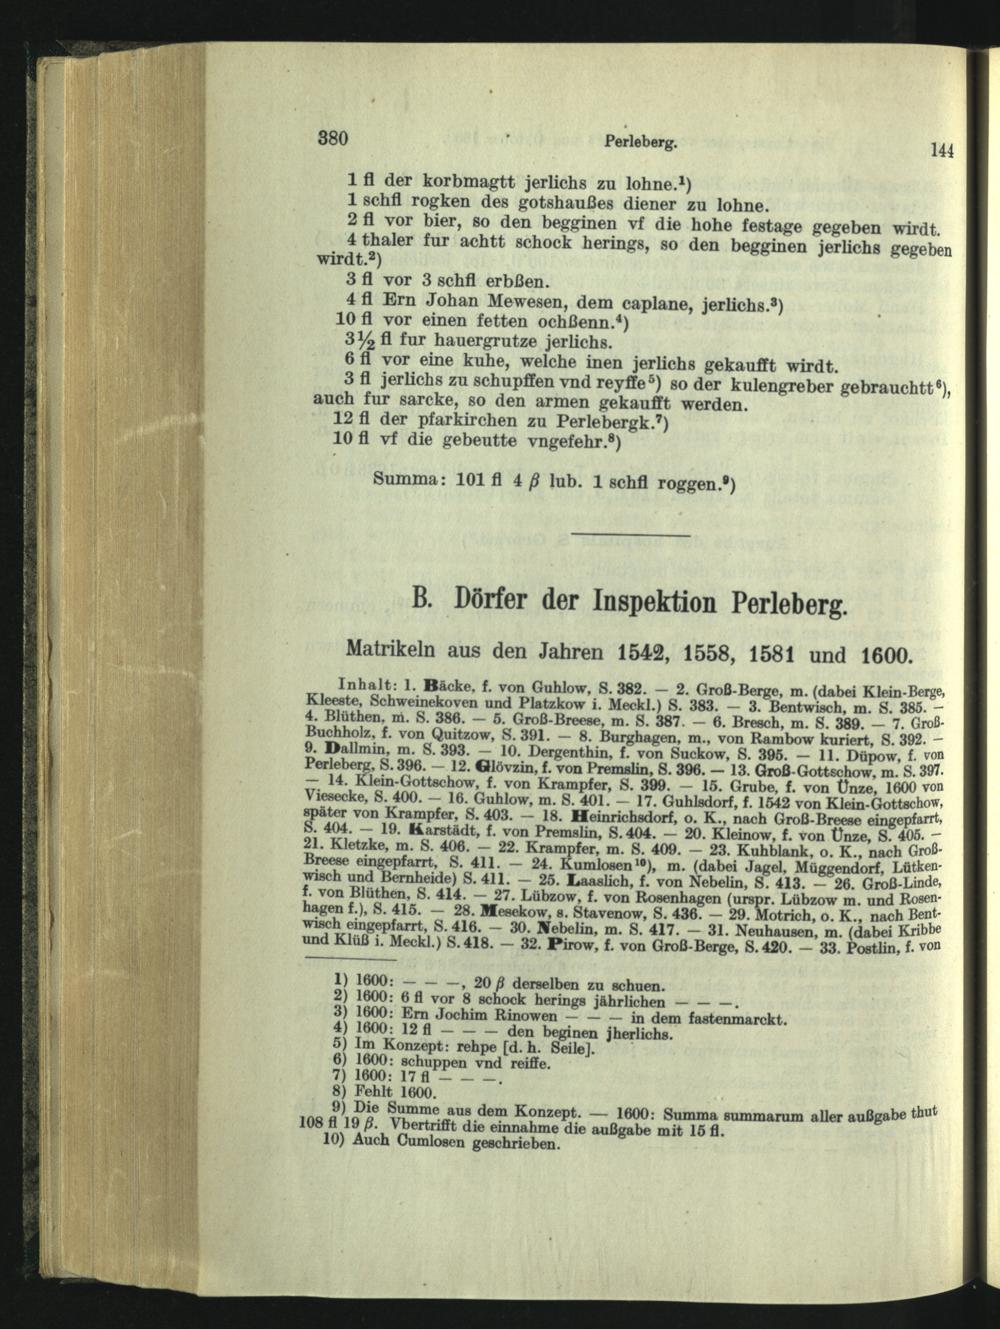 380
Perleberg.
144
1 fl der korbmagtt jerlichs zu lohne.¹)
1 schfl rogken des gotshaußes diener zu lohne.
2 fl vor bier, so den begginen vf die hohe festage gegeben wirdt.
4 thaler fur achtt schock herings, so den begginen jerlichs gegeben
wirdt.²)
3 fl vor 3 schfl erbßen.
4 fl Ern Johan Mewesen, dem caplane, jerlichs.³)
10 fl vor einen fetten ochßenn.⁴)
3½ fl fur hauergrutze jerlichs.
6 fl vor eine kuhe, welche inen jerlichs gekaufft wirdt.
3 fl jerlichs zu schupffen vnd reyffe⁵) so der kulengreber gebrauchtt⁶),
auch fur sarcke, so den armen gekaufft werden.
12 fl der pfarkirchen zu Perlebergk.⁷)
10 fl vf die gebeutte vngefehr.⁸)
Summa: 101 fl 4 β lub. 1 schfl roggen.⁹)
B. Dörfer der Inspektion Perleberg.
Matrikeln aus den Jahren 1542, 1558, 1581 und 1600.
Inhalt: 1. Bäcke, f. von Guhlow, S. 382. — 2. Groß-Berge, m. (dabei Klein-Berge,
Kleeste, Schweinekoven und Platzkow i. Meckl.) S. 383. — 3. Bentwisch, m. S. 385. —
4. Blüthen, m. S. 386. — 5. Groß-Breese, m. S. 387. — 6. Bresch, m. S. 389. — 7. Groß-
Buchholz, f. von Quitzow, S. 391. — 8. Burghagen, m., von Rambow kuriert, S. 392. —
9. Dallmin, m. S. 393. — 10. Dergenthin, f. von Suckow, S. 395. — 11. Düpow, f. von
Perleberg, S. 396. — 12. Glövzin, f. von Premslin, S. 396. — 13. Groß-Gottschow, m. S. 397.
— 14. Klein-Gottschow, f. von Krampfer, S. 399. — 15. Grube, f. von Ünze, 1600 von
Viesecke, S. 400. — 16. Guhlow, m. S. 401. — 17. Guhlsdorf, f. 1542 von Klein-Gottschow,
später von Krampfer, S. 403. — 18. Heinrichsdorf, o. K., nach Groß-Breese eingepfarrt,
S. 404. — 19. Karstädt, f. von Premslin, S. 404. — 20. Kleinow, f. von Ünze, S. 405. —
21. Kletzke, m. S. 406. — 22. Krampfer, m. S. 409. — 23. Kuhblank, o. K., nach Groß-
Breese eingepfarrt, S. 411. — 24. Kumlosen¹⁰), m. (dabei Jagel, Müggendorf, Lütken-
wisch und Bernheide) S. 411. — 25. Laaslich, f. von Nebelin, S. 413. — 26. Groß-Linde,
f. von Blüthen, S. 414. — 27. Lübzow, f. von Rosenhagen (urspr. Lübzow m. und Rosen-
hagen f.), S. 415. — 28. Mesekow, s. Stavenow, S. 436. — 29. Motrich, o. K., nach Bent-
wisch eingepfarrt, S. 416. — 30. Nebelin, m. S. 417. — 31. Neuhausen, m. (dabei Kribbe
und Klüß i. Meckl.) S. 418. — 32. Pirow, f. von Groß-Berge, S. 420. — 33. Postlin, f. von
1) 1600: — — —, 20 β derselben zu schuen.
2) 1600: 6 fl vor 8 schock herings jährlichen — — —.
3) 1600: Ern Jochim Rinowen — — — in dem fastenmarckt.
4) 1600: 12 fl — — — den beginen jherlichs.
5) Im Konzept: rehpe [d. h. Seile].
6) 1600: schuppen vnd reiffe.
7) 1600: 17 fl — — —.
8) Fehlt 1600.
9) Die Summe aus dem Konzept. — 1600: Summa summarum aller außgabe thut
108 fl 19 β. Vbertrifft die einnahme die außgabe mit 15 fl.
10) Auch Cumlosen geschrieben.